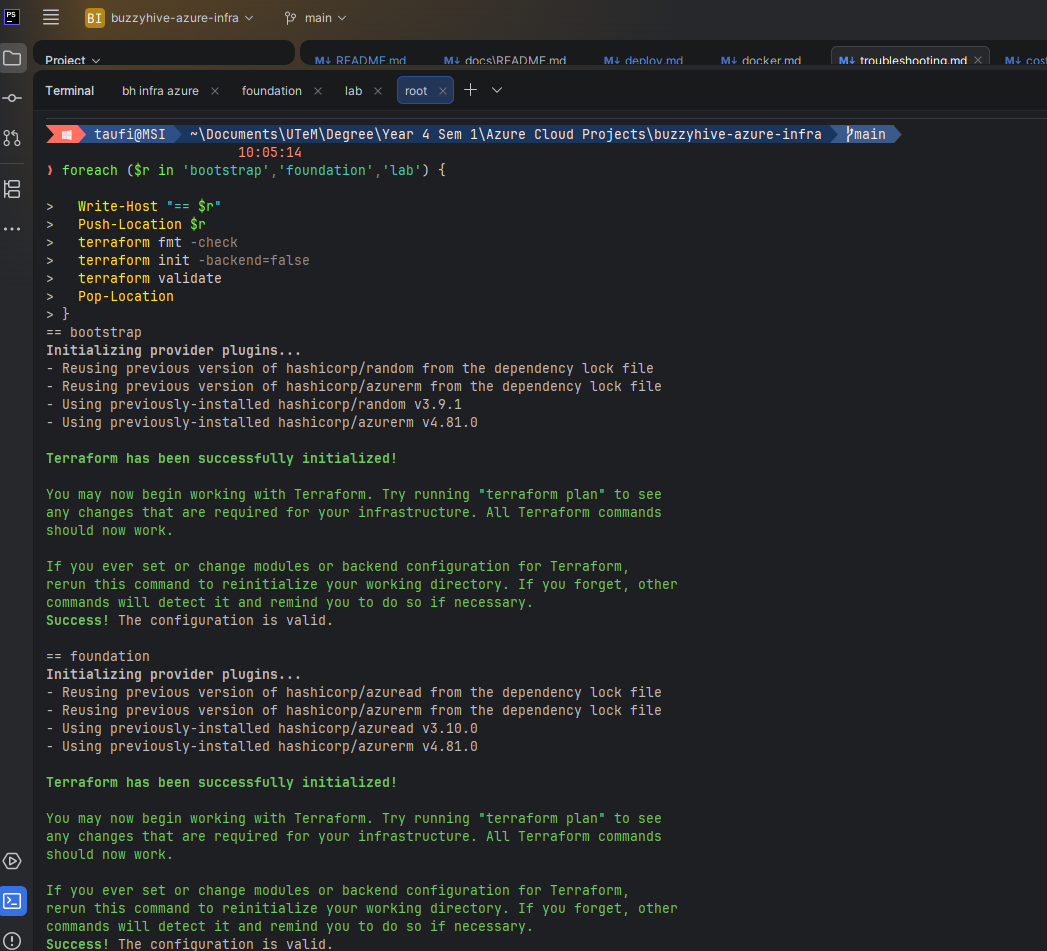 PS
BI buzzyhive-azure-infra main
Project README.md docs\README.md deploy.md docker.md troubleshooting.md cos
Terminal bh infra azure foundation lab root
taufi@MSI ~\Documents\UTeM\Degree\Year 4 Sem 1\Azure Cloud Projects\buzzyhive-azure-infra main
10:05:14
❯ foreach ($r in 'bootstrap','foundation','lab') {
>   Write-Host "== $r"
>   Push-Location $r
>   terraform fmt -check
>   terraform init -backend=false
>   terraform validate
>   Pop-Location
> }
== bootstrap
Initializing provider plugins...
- Reusing previous version of hashicorp/random from the dependency lock file
- Reusing previous version of hashicorp/azurerm from the dependency lock file
- Using previously-installed hashicorp/random v3.9.1
- Using previously-installed hashicorp/azurerm v4.81.0
Terraform has been successfully initialized!
You may now begin working with Terraform. Try running "terraform plan" to see
any changes that are required for your infrastructure. All Terraform commands
should now work.
If you ever set or change modules or backend configuration for Terraform,
rerun this command to reinitialize your working directory. If you forget, other
commands will detect it and remind you to do so if necessary.
Success! The configuration is valid.
== foundation
Initializing provider plugins...
- Reusing previous version of hashicorp/azuread from the dependency lock file
- Reusing previous version of hashicorp/azurerm from the dependency lock file
- Using previously-installed hashicorp/azuread v3.10.0
- Using previously-installed hashicorp/azurerm v4.81.0
Terraform has been successfully initialized!
You may now begin working with Terraform. Try running "terraform plan" to see
any changes that are required for your infrastructure. All Terraform commands
should now work.
If you ever set or change modules or backend configuration for Terraform,
rerun this command to reinitialize your working directory. If you forget, other
commands will detect it and remind you to do so if necessary.
Success! The configuration is valid.